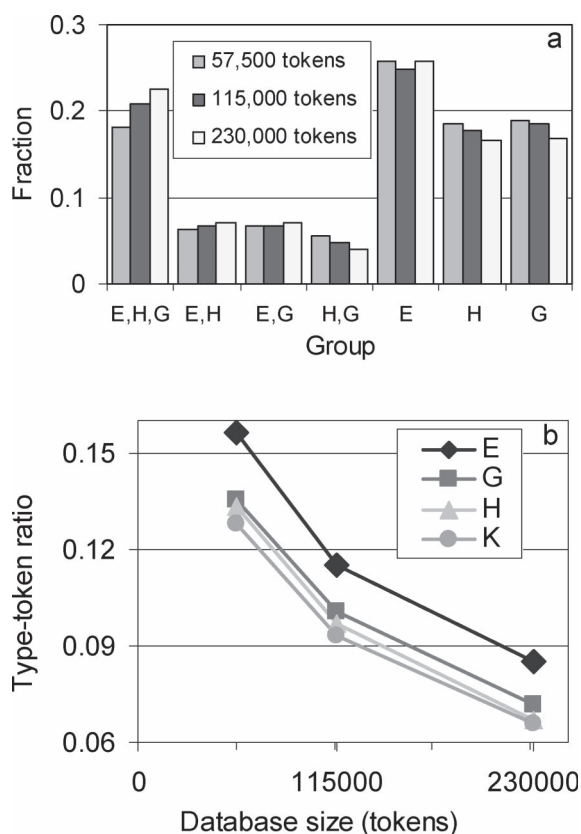 a
0.3
0.2
0.1
0
Fraction
57,500 tokens
115,000 tokens
230,000 tokens
E,H,G E,H E,G H,G E H G
Group
b
0.15
0.12
0.09
0.06
Type-token ratio
E
G
H
K
0 115000 230000
Database size (tokens)